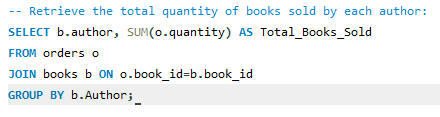 -- Retrieve the total quantity of books sold by each author:
SELECT b.author, SUM(o.quantity) AS Total_Books_Sold
FROM orders o
JOIN books b ON o.book_id=b.book_id
GROUP BY b.Author;